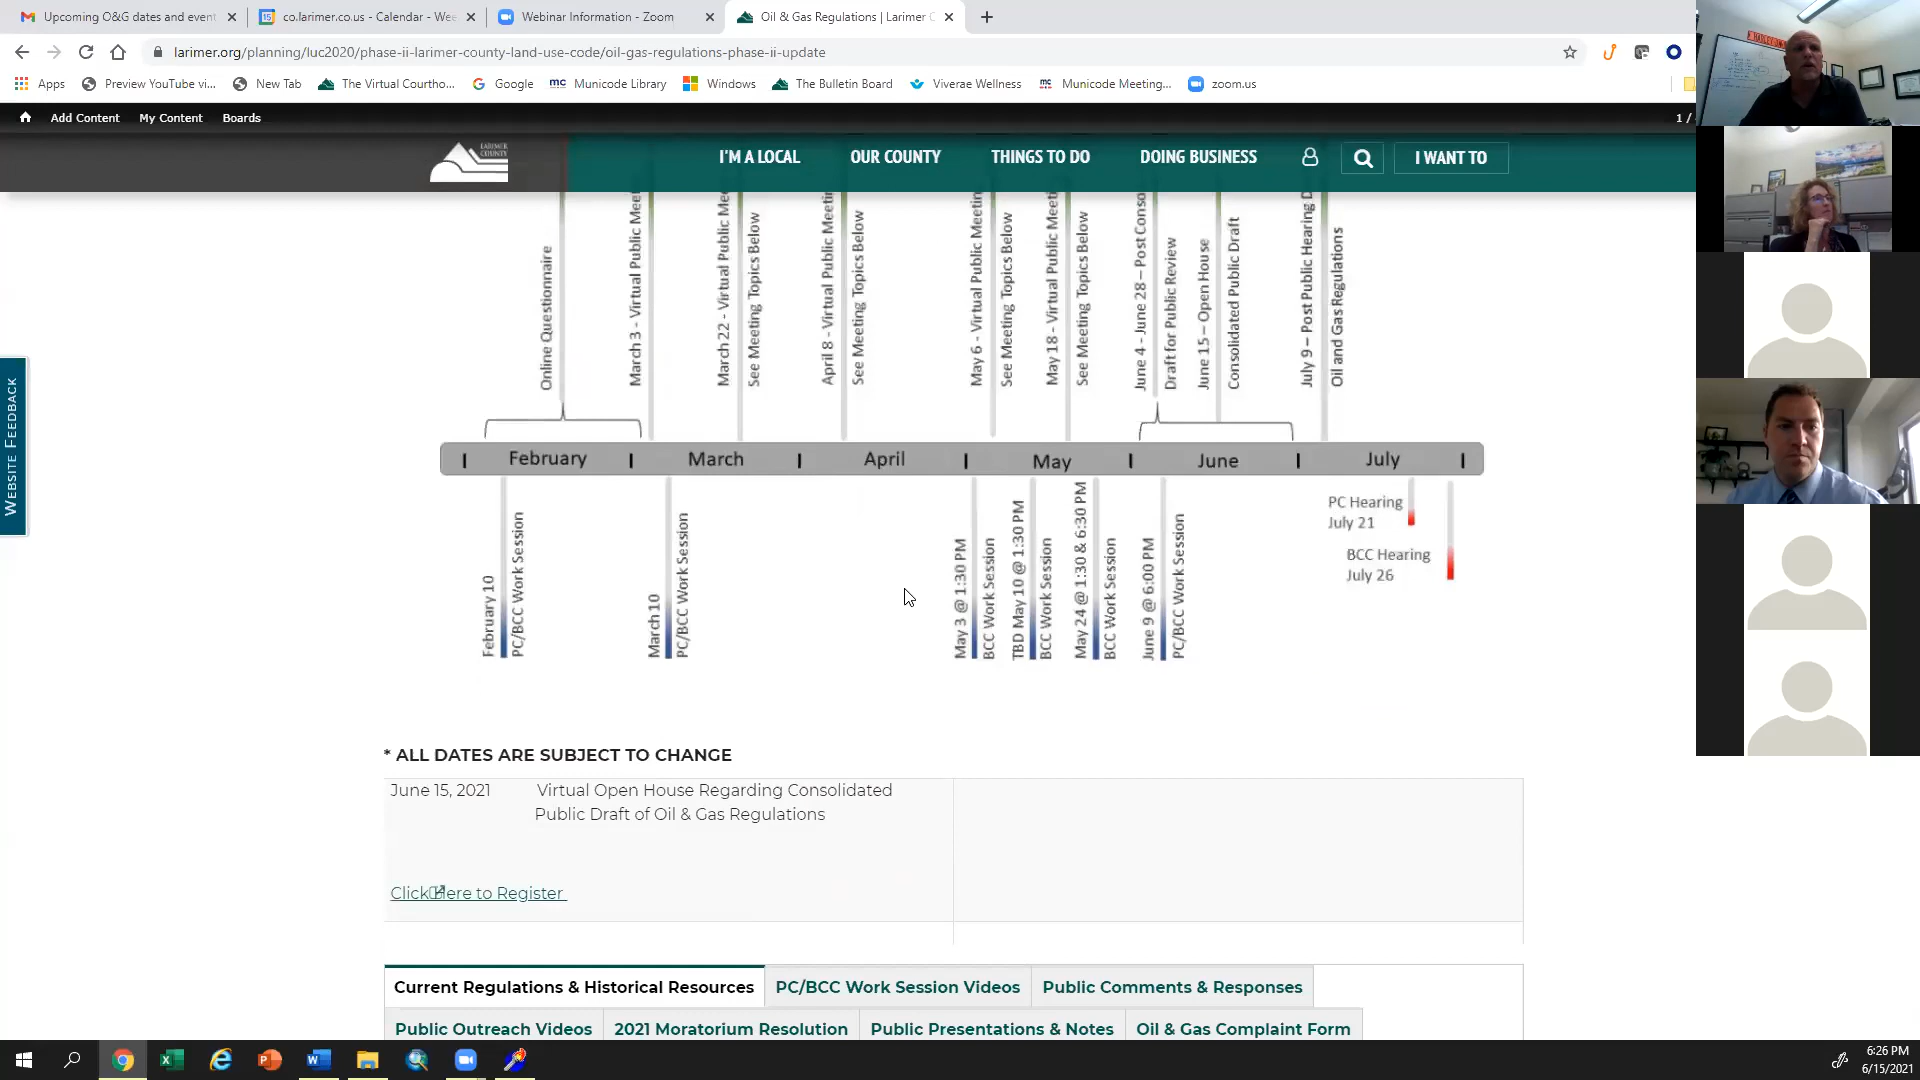 Upcoming O&G dates and event
co.larimer.co.us - Calendar - Wee
Webinar Information - Zoom
Oil & Gas Regulations | Larimer C
larimer.org/planning/luc2020/phase-ii-larimer-county-land-use-code/oil-gas-regulations-phase-ii-update
Apps
Preview YouTube vi...
New Tab
The Virtual Courtho...
Google
Municode Library
Windows
The Bulletin Board
Viverae Wellness
Municode Meeting...
zoom.us
Add Content
My Content
Boards
1 /
LARIMER
COUNTY
I'M A LOCAL
OUR COUNTY
THINGS TO DO
DOING BUSINESS
I WANT TO
Online Questionnaire
March 3 - Virtual Public Meet
March 22 - Virtual Public Me
See Meeting Topics Below
April 8 - Virtual Public Meetin
See Meeting Topics Below
May 6 - Virtual Public Meetin
See Meeting Topics Below
May 18 - Virtual Public Meeti
See Meeting Topics Below
June 4 - June 28 – Post Conso
Draft for Public Review
June 15 – Open House
Consolidated Public Draft
July 9 – Post Public Hearing D
Oil and Gas Regulations
February
March
April
May
June
July
February 10
PC/BCC Work Session
March 10
PC/BCC Work Session
May 3 @ 1:30 PM
BCC Work Session
TBD May 10 @ 1:30 PM
BCC Work Session
May 24 @ 1:30 & 6:30 PM
BCC Work Session
June 9 @ 6:00 PM
PC/BCC Work Session
PC Hearing
July 21
BCC Hearing
July 26
Website Feedback
* ALL DATES ARE SUBJECT TO CHANGE
June 15, 2021 Virtual Open House Regarding Consolidated
Public Draft of Oil & Gas Regulations
Click Here to Register
Current Regulations & Historical Resources
PC/BCC Work Session Videos
Public Comments & Responses
Public Outreach Videos
2021 Moratorium Resolution
Public Presentations & Notes
Oil & Gas Complaint Form
6:26 PM
6/15/2021